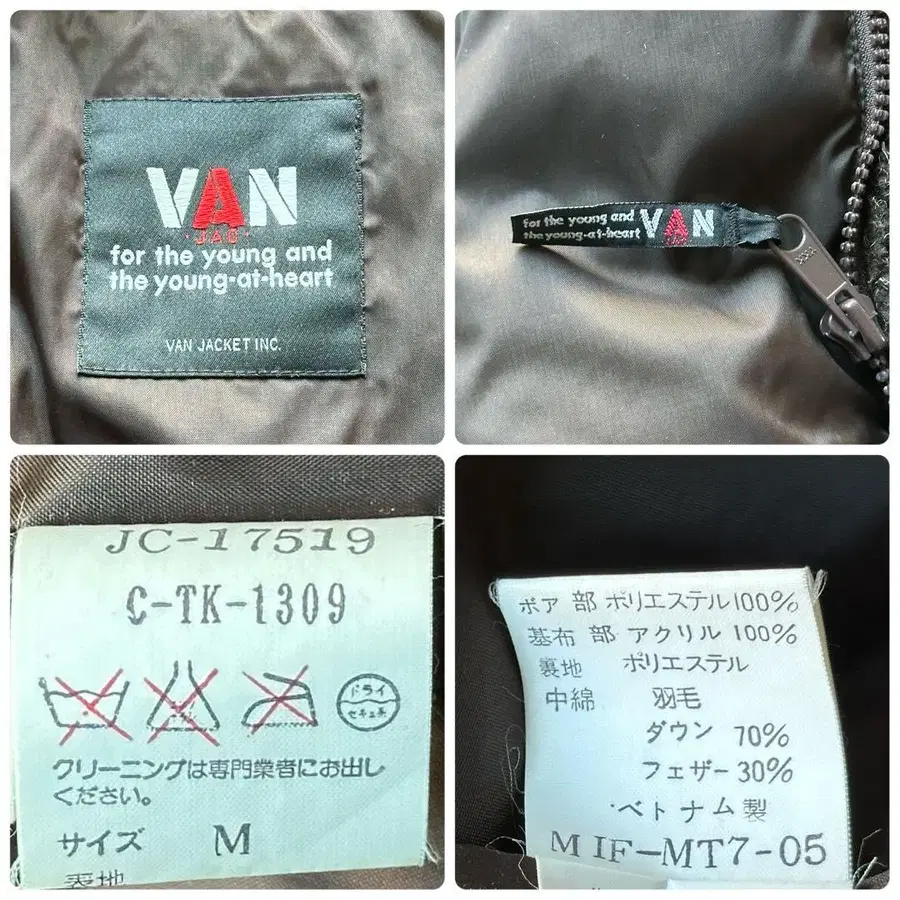 VAN
"JAC"
for the young and
the young-at-heart
VAN JACKET INC.
for the young and
the young-at-heart
VAN
JC-17519
C-TK-1309
ドライ
セキユ系
クリーニングは専門業者にお出し
ください。
サイズ M
表地
ボア 部 ポリエステル100%
基布 部 アクリル 100%
裏地 ポリエステル
中綿 羽毛
ダウン 70%
フェザー 30%
ベトナム製
M IF-MT7-05